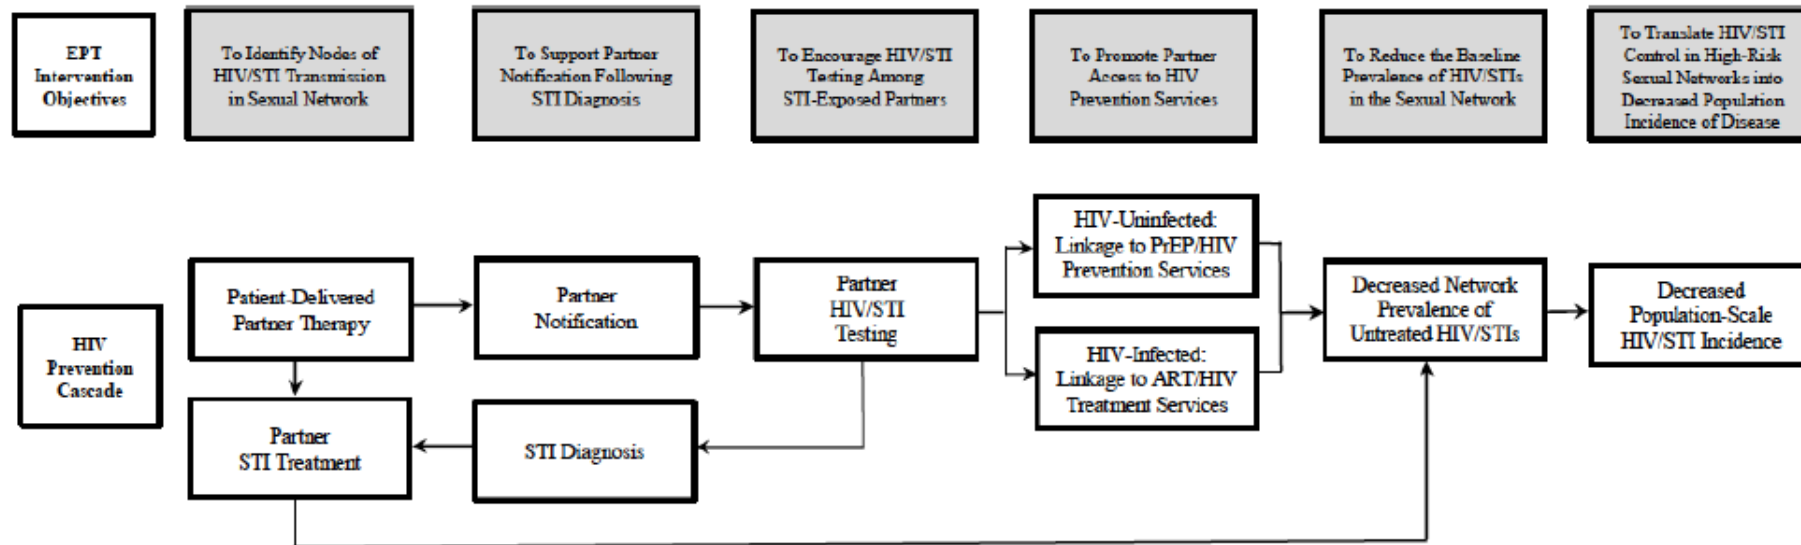 EPT
Intervention
Objectives
To Identify Nodes of
HIV/STI Transmission
in Sexual Network
To Support Partner
Notification Following
STI Diagnosis
To Encourage HIV/STI
Testing Among
STI-Exposed Partners
To Promote Partner
Access to HIV
Prevention Services
To Reduce the Baseline
Prevalence of HIV/STIs
in the Sexual Network
To Translate HIV/STI
Control in High-Risk
Sexual Networks into
Decreased Population
Incidence of Disease
HIV
Prevention
Cascade
Patient-Delivered
Partner Therapy
Partner
Notification
Partner
HIV/STI
Testing
HIV-Uninfected:
Linkage to PrEP/HIV
Prevention Services
HIV-Infected:
Linkage to ART/HIV
Treatment Services
Decreased Network
Prevalence of
Untreated HIV/STIs
Decreased
Population-Scale
HIV/STI Incidence
Partner
STI Treatment
STI Diagnosis